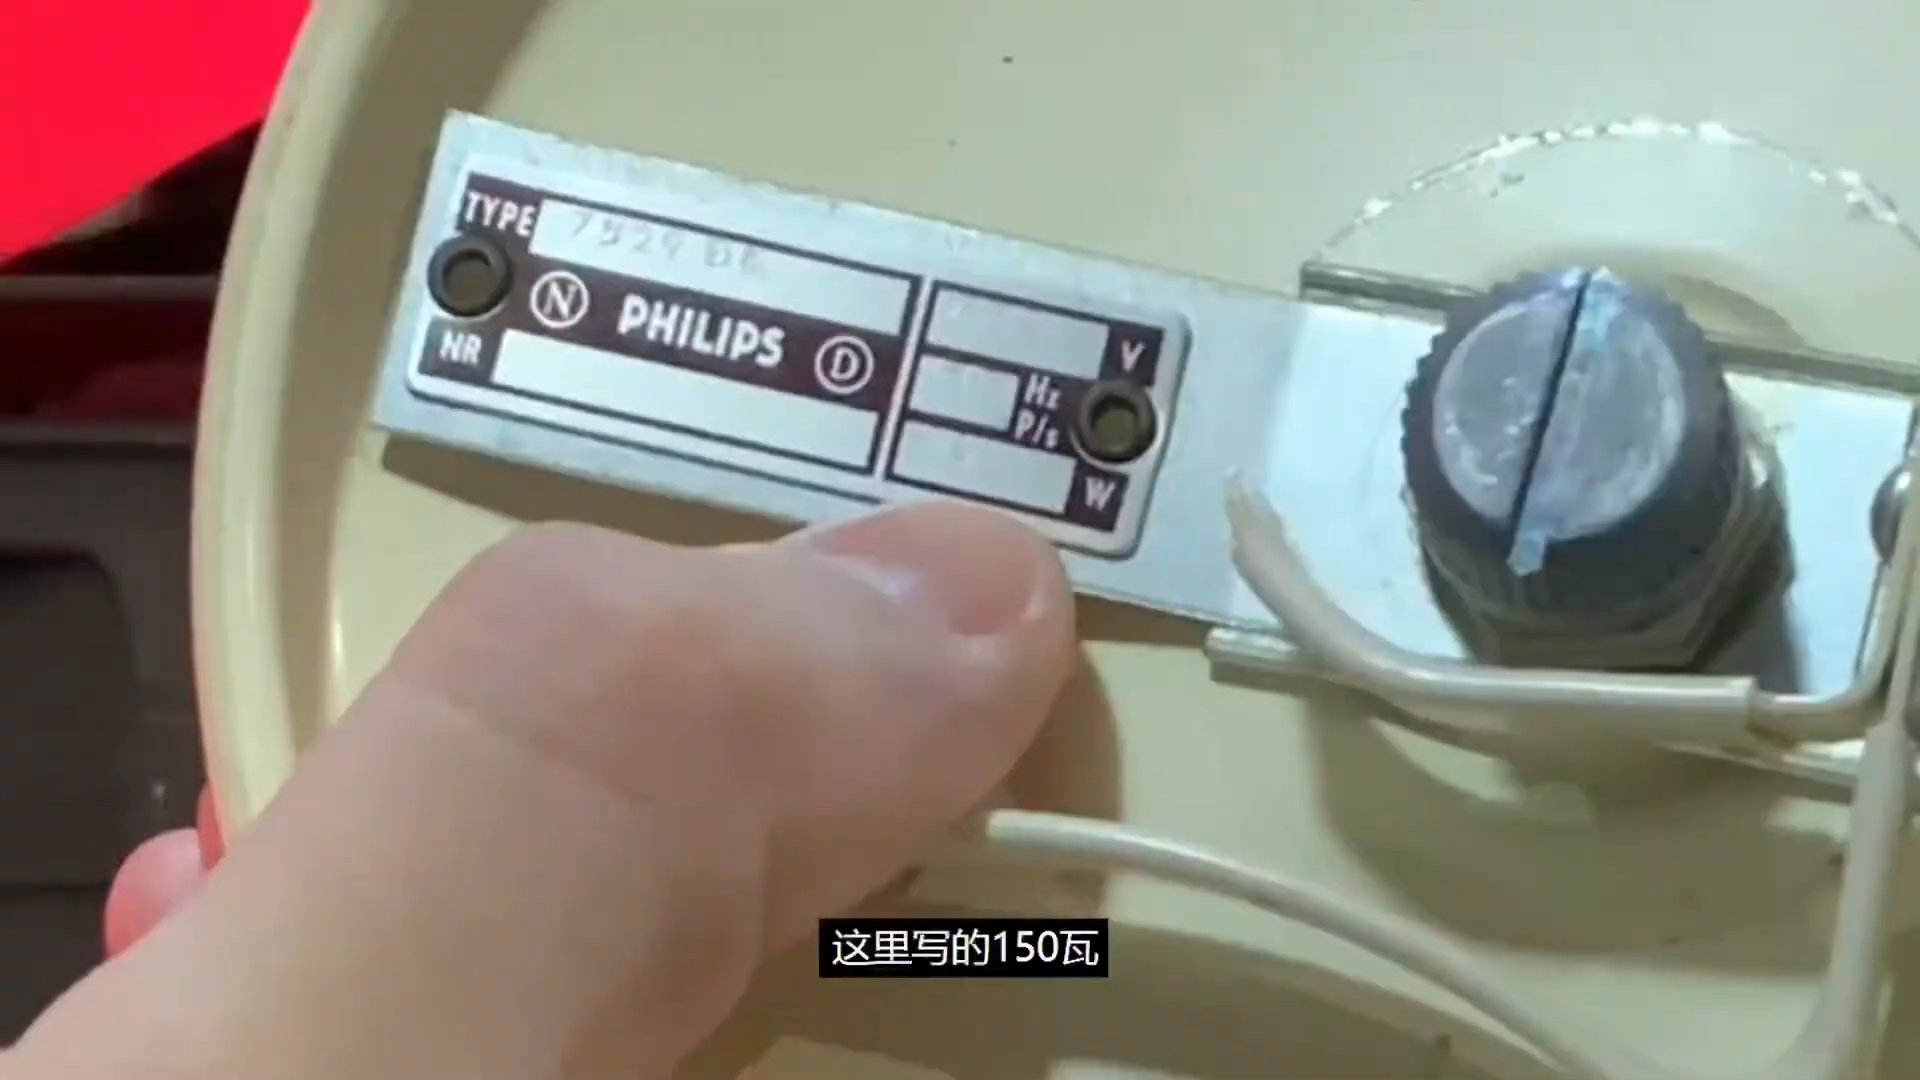 TYPE
N PHILIPS D
NR
V
Hz
P/s
W
这里写的150瓦